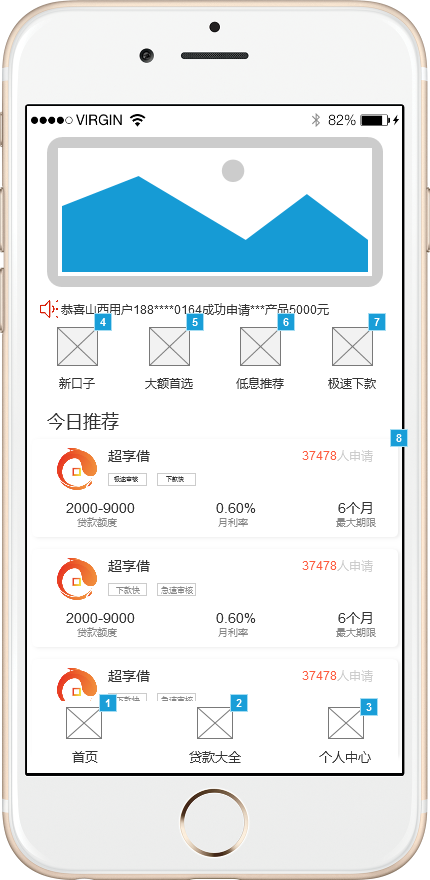 VIRGIN 82%
恭喜山西用户188****0164成功申请***产品5000元
4 5 6 7
新口子 大额首选 低息推荐 极速下款
今日推荐
8
超享借 37478人申请
极速审核 下款快
2000-9000 0.60% 6个月
贷款额度 月利率 最大期限
超享借 37478人申请
下款快 急速审核
2000-9000 0.60% 6个月
贷款额度 月利率 最大期限
超享借 37478人申请
下款快 急速审核
1 2 3
首页 贷款大全 个人中心